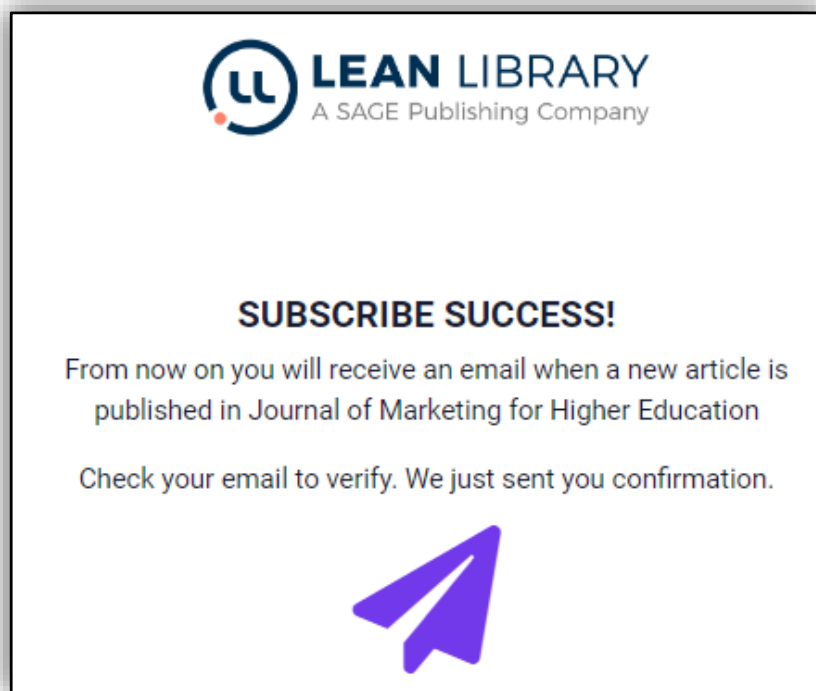 LEAN LIBRARY
A SAGE Publishing Company
SUBSCRIBE SUCCESS!
From now on you will receive an email when a new article is
published in Journal of Marketing for Higher Education
Check your email to verify. We just sent you confirmation.